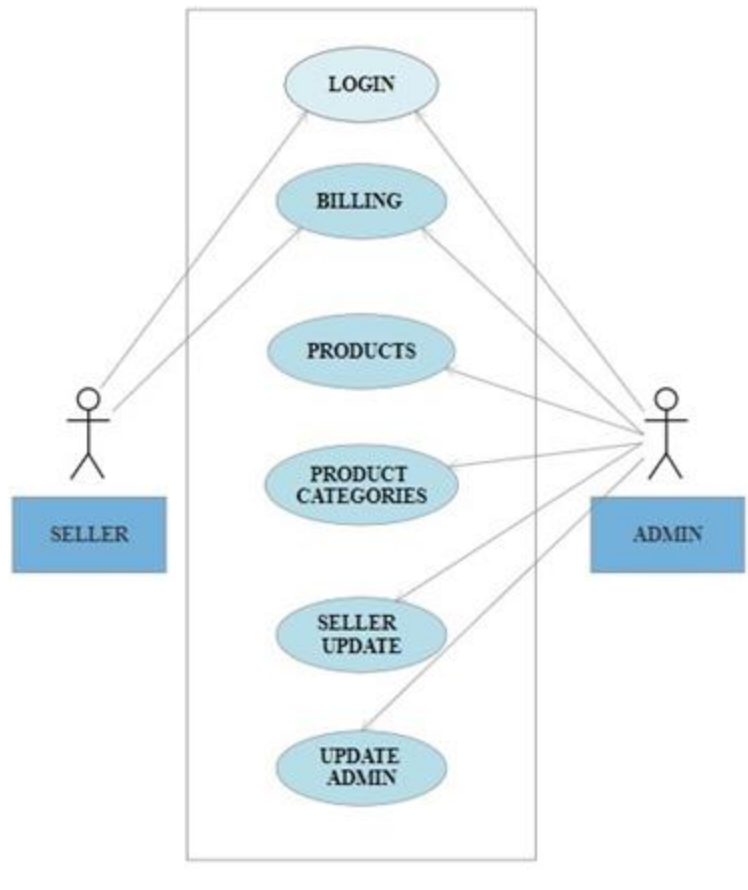 LOGIN
BILLING
PRODUCTS
PRODUCT
CATEGORIES
SELLER
ADMIN
SELLER
UPDATE
UPDATE
ADMIN